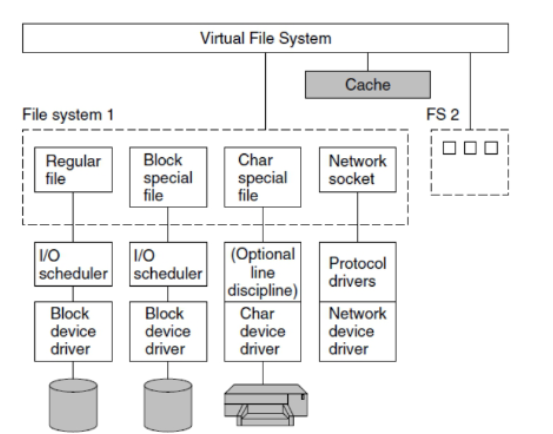 Virtual File System
Cache
File system 1
FS 2
Regular
file
Block
special
file
Char
special
file
Network
socket
I/O
scheduler
I/O
scheduler
(Optional
line
discipline)
Protocol
drivers
Block
device
driver
Block
device
driver
Char
device
driver
Network
device
driver